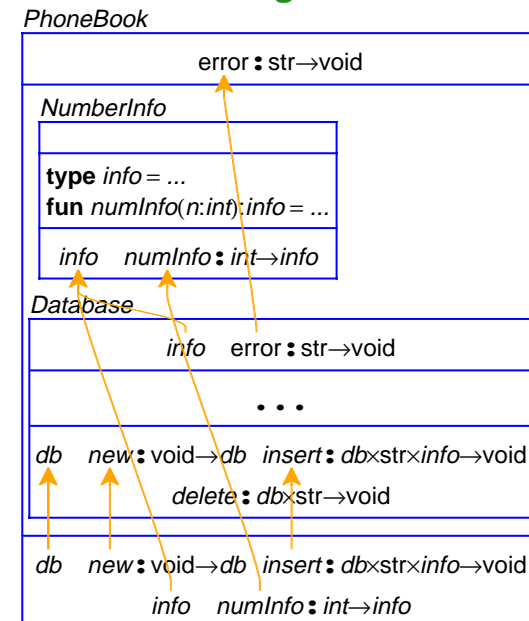 PhoneBook
error:str→void
NumberInfo
type info = ...
fun numInfo(n:int):info = ...
info numInfo:int→info
Database
info error:str→void
...
db new:void→db insert:db×str×info→void
delete:db×str→void
db new:void→db insert:db×str×info→void
info numInfo:int→info